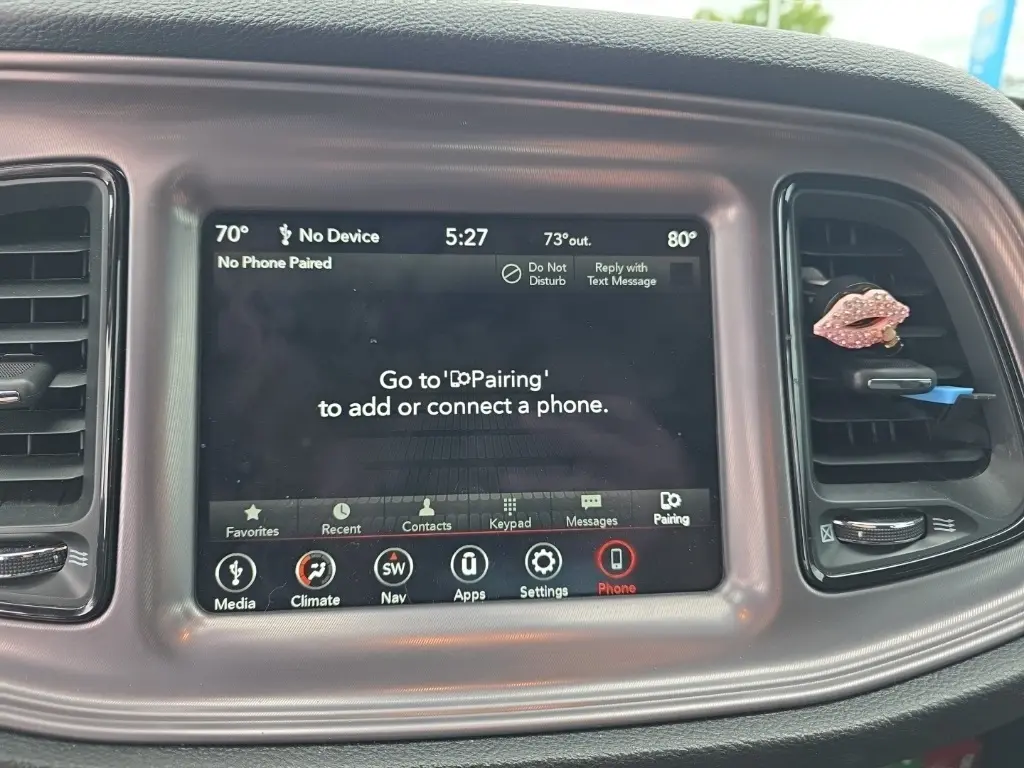 70° No Device 5:27 73°out. 80°
No Phone Paired
Do Not
Disturb
Reply with
Text Message
Go to 'Pairing'
to add or connect a phone.
Favorites Recent Contacts Keypad Messages Pairing
SW
Media Climate Nav Apps Settings Phone